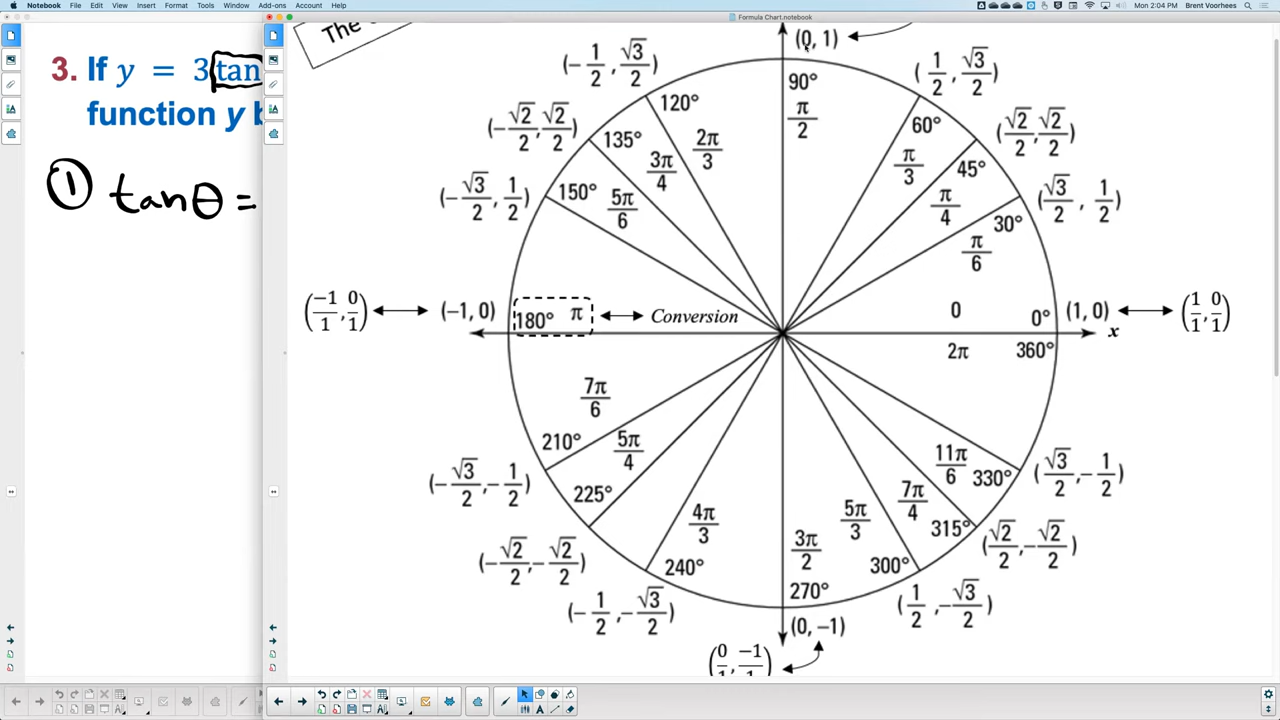 Notebook File Edit View Insert Format Tools Window Add-ons Account Help
Brent Voorhees Mon 2:04 PM
Formula Chart.notebook
3. If y = 3 tan
function y b
① tanθ =
The
(0, 1)
(-1/2, √3/2)
(1/2, √3/2)
120° 90° 60°
2π/3 π/2 π/3
(-√2/2, √2/2)
(√2/2, √2/2)
135° 45°
3π/4 π/4
(-√3/2, 1/2)
(√3/2, 1/2)
150° 30°
5π/6 π/6
(-1/1, 0/1) (-1, 0) 180° π Conversion 0 0° (1, 0) (1/1, 0/1)
x
2π 360°
7π/6 11π/6
210° 330°
(-√3/2, -1/2)
(√3/2, -1/2)
5π/4 7π/4
225° 315°
(-√2/2, -√2/2)
(√2/2, -√2/2)
4π/3 3π/2 5π/3
240° 270° 300°
(-1/2, -√3/2)
(1/2, -√3/2)
(0, -1)
(0/1, -1/1)